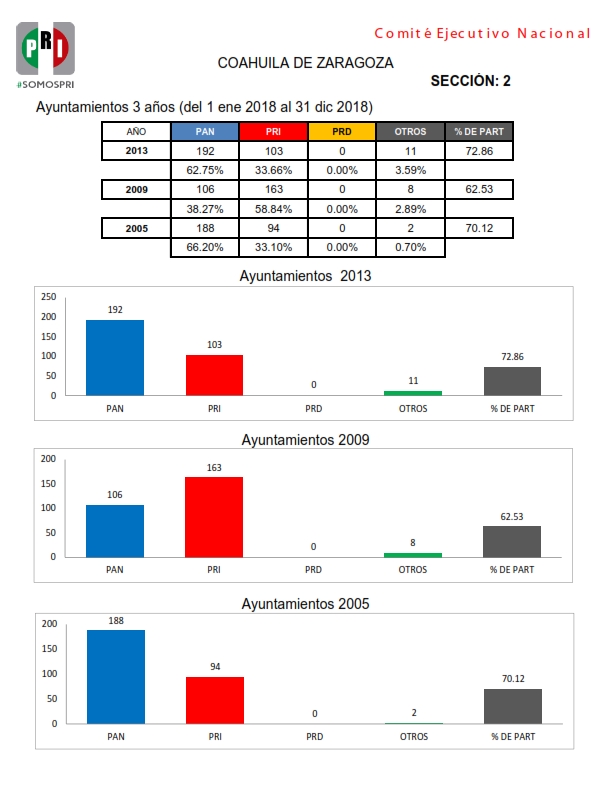 Comité Ejecutivo Nacional
PRI
#SOMOSPRI
COAHUILA DE ZARAGOZA
SECCIÓN: 2
Ayuntamientos 3 años (del 1 ene 2018 al 31 dic 2018)
AÑO PAN PRI PRD OTROS % DE PART
2013 192 103 0 11 72.86
62.75% 33.66% 0.00% 3.59%
2009 106 163 0 8 62.53
38.27% 58.84% 0.00% 2.89%
2005 188 94 0 2 70.12
66.20% 33.10% 0.00% 0.70%
Ayuntamientos 2013
250
200
150
100
50
0
192
103
0
11
72.86
PAN PRI PRD OTROS % DE PART
Ayuntamientos 2009
200
150
100
50
0
106
163
0
8
62.53
PAN PRI PRD OTROS % DE PART
Ayuntamientos 2005
200
150
100
50
0
188
94
0
2
70.12
PAN PRI PRD OTROS % DE PART